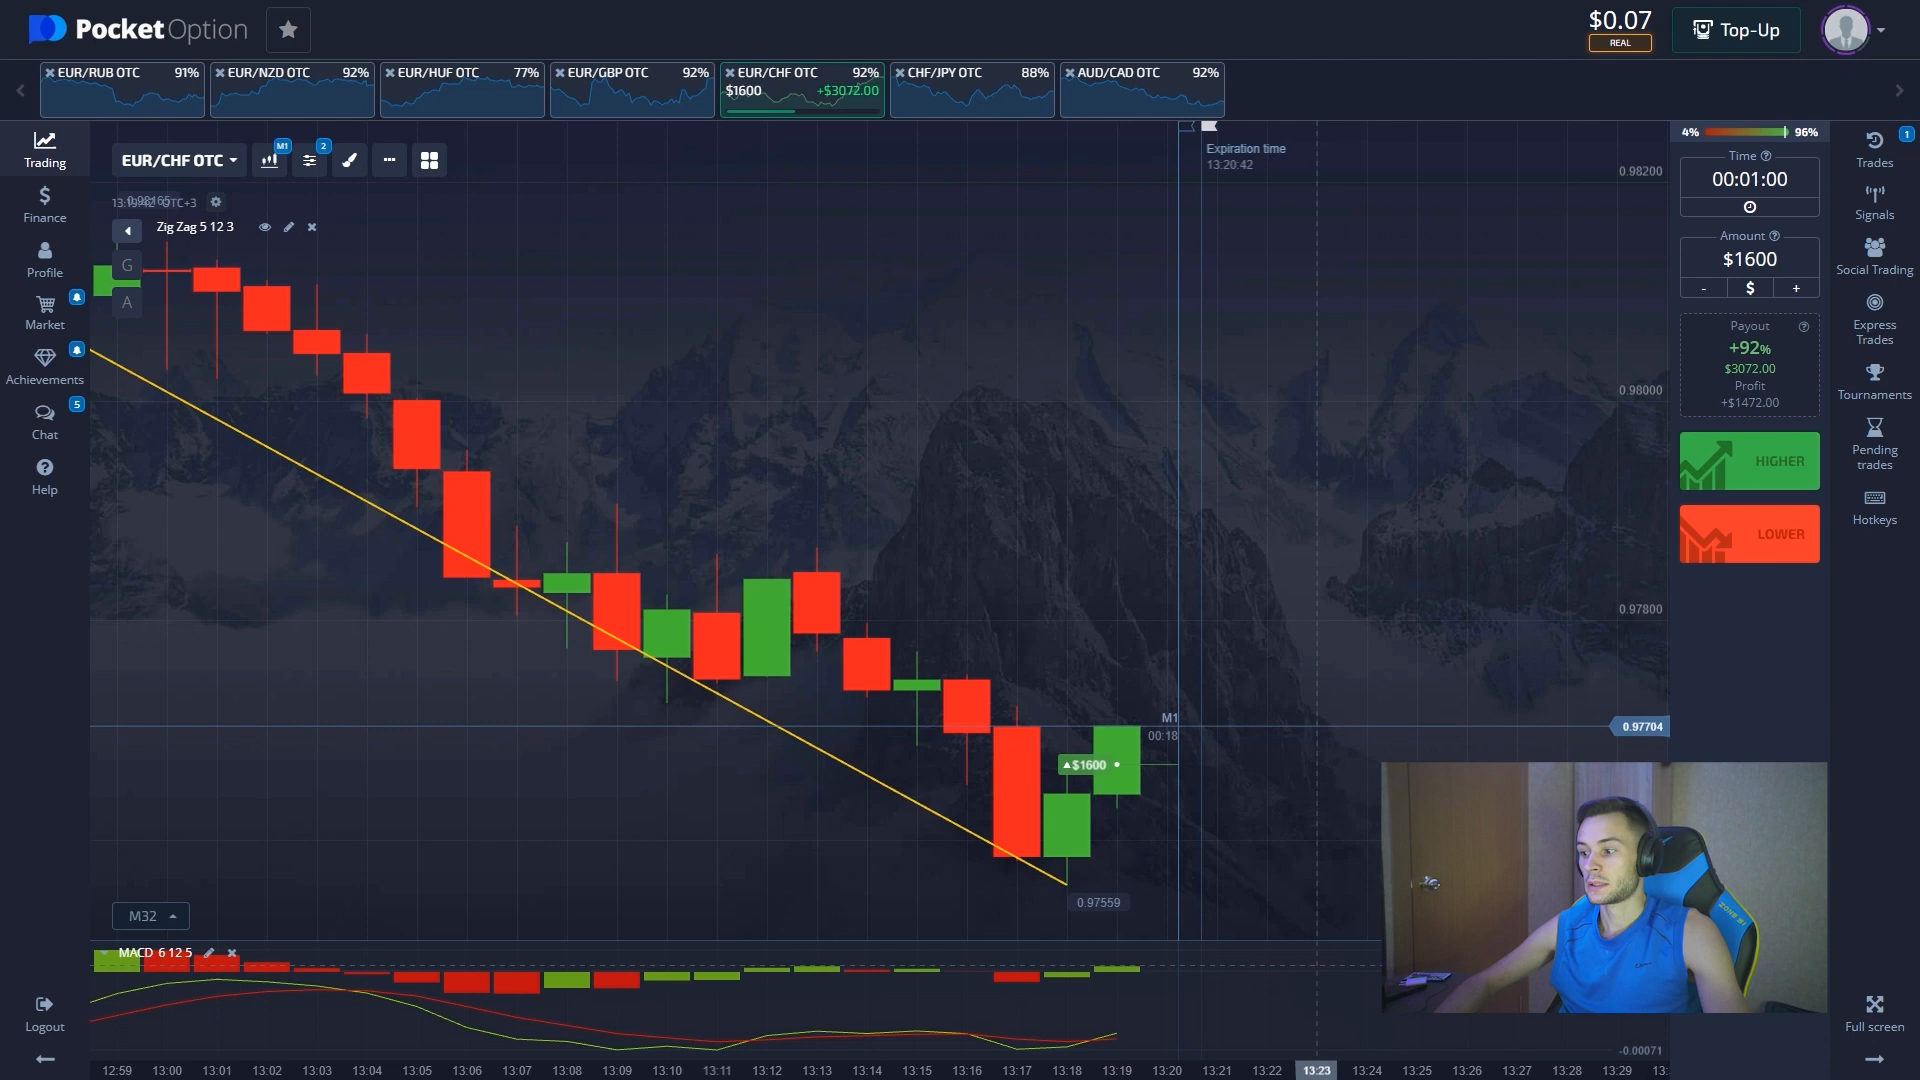 PocketOption
$0.07
REAL
Top-Up
EUR/RUB OTC 91%
EUR/NZD OTC 92%
EUR/HUF OTC 77%
EUR/GBP OTC 92%
EUR/CHF OTC 92%
$1600 +$3072.00
CHF/JPY OTC 88%
AUD/CAD OTC 92%
Trading
Finance
Profile
Market
Achievements
5
Chat
Help
Logout
EUR/CHF OTC
M1
2
OTC+3
Zig Zag 5 12 3
G
A
Expiration time
13:20:42
0.98200
0.98000
0.97800
0.97704
M1
00:18
$1600
0.97559
M32
MACD 6 12 5
-0.00071
12:59 13:00 13:01 13:02 13:03 13:04 13:05 13:06 13:07 13:08 13:09 13:10 13:11 13:12 13:13 13:14 13:15 13:16 13:17 13:18 13:19 13:20 13:21 13:22 13:23 13:24 13:25 13:26 13:27 13:28 13:29 13:
4% 96%
Time
00:01:00
Amount
$1600
- $ +
Payout
+92%
$3072.00
Profit
+$1472.00
HIGHER
LOWER
1
Trades
Signals
Social Trading
Express
Trades
Tournaments
Pending
trades
Hotkeys
Full screen